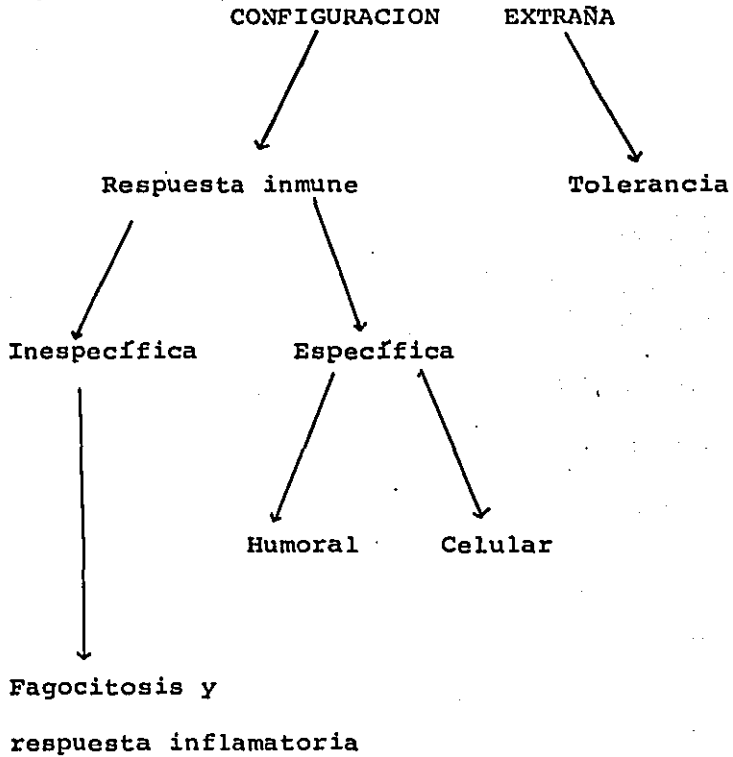 CONFIGURACION EXTRAÑA
Respuesta inmune Tolerancia
Inespecífica Específica
Humoral Celular
Fagocitosis y
respuesta inflamatoria